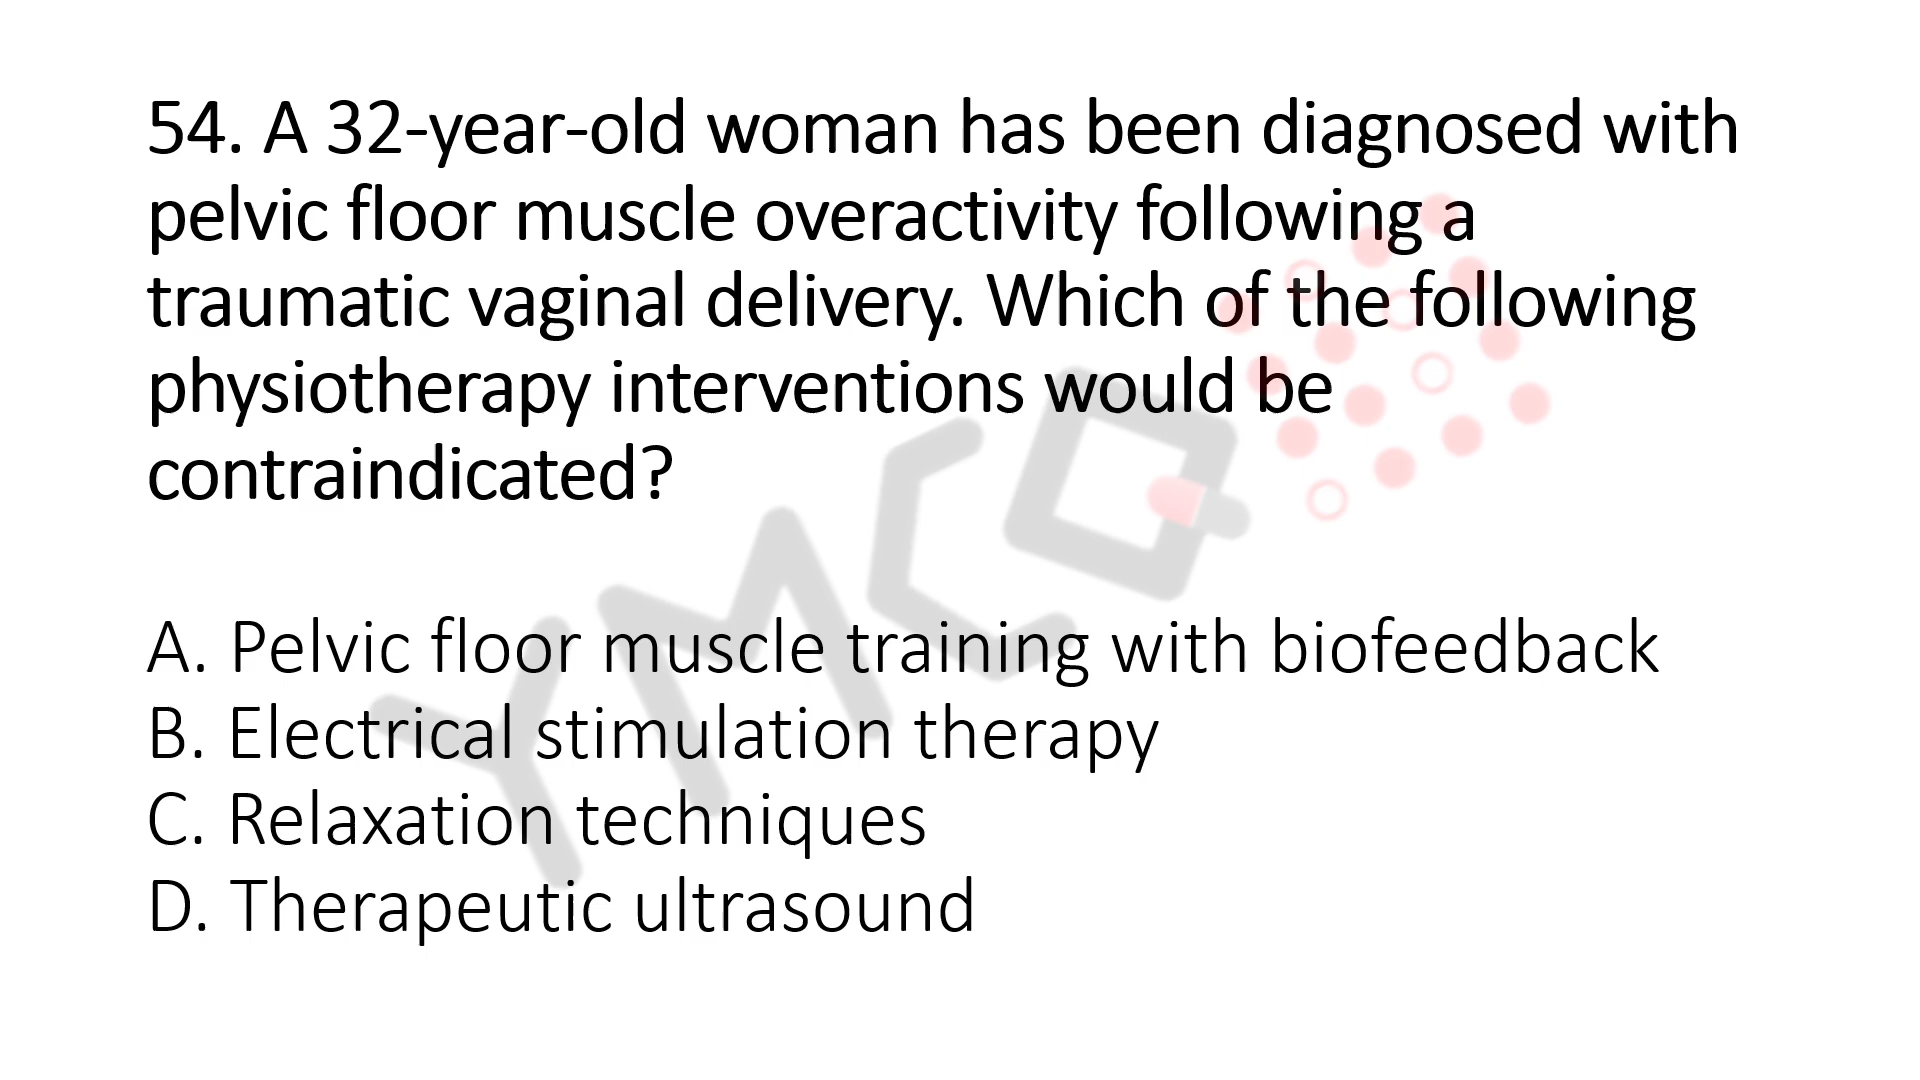 54. A 32-year-old woman has been diagnosed with
pelvic floor muscle overactivity following a
traumatic vaginal delivery. Which of the following
physiotherapy interventions would be
contraindicated?
A. Pelvic floor muscle training with biofeedback
B. Electrical stimulation therapy
C. Relaxation techniques
D. Therapeutic ultrasound
YMCQ